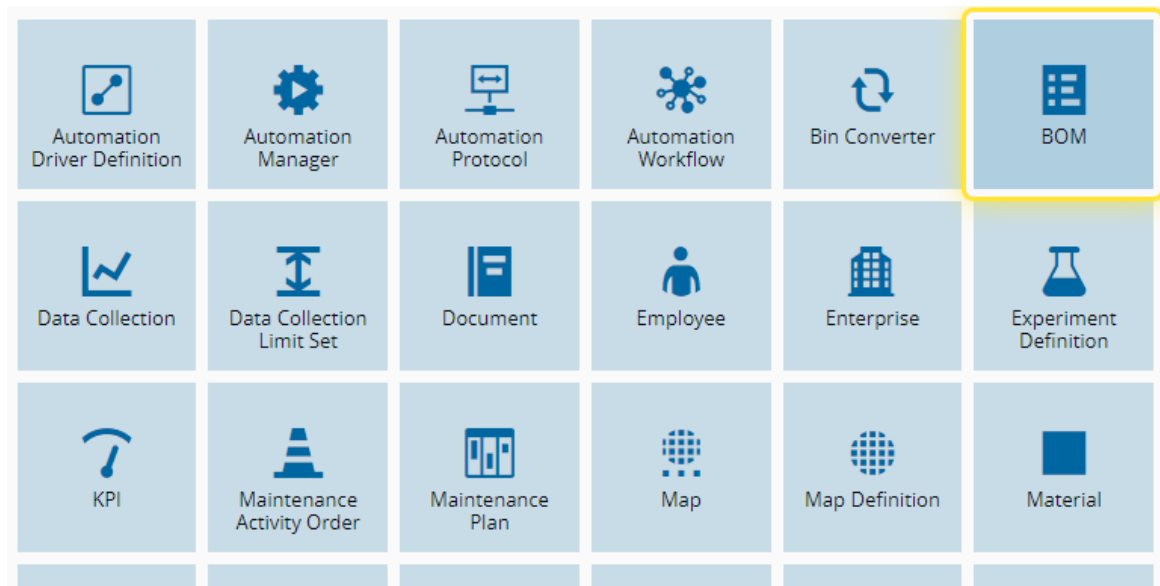 Automation
Driver Definition
Automation
Manager
Automation
Protocol
Automation
Workflow
Bin Converter
BOM
Data Collection
Data Collection
Limit Set
Document
Employee
Enterprise
Experiment
Definition
KPI
Maintenance
Activity Order
Maintenance
Plan
Map
Map Definition
Material